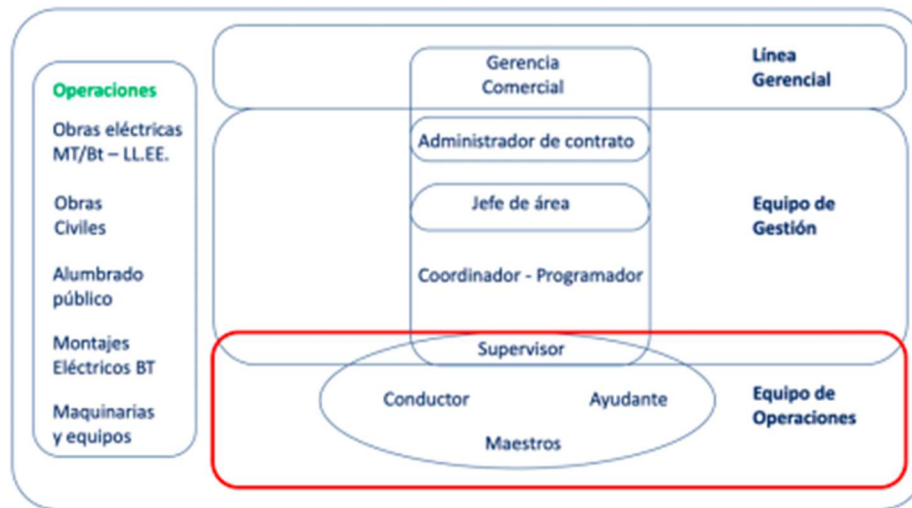 Operaciones
Obras eléctricas
MT/Bt – LL.EE.
Obras
Civiles
Alumbrado
público
Montajes
Eléctricos BT
Maquinarias
y equipos
Gerencia
Comercial
Línea
Gerencial
Administrador de contrato
Jefe de área
Equipo de
Gestión
Coordinador - Programador
Supervisor
Conductor
Ayudante
Maestros
Equipo de
Operaciones